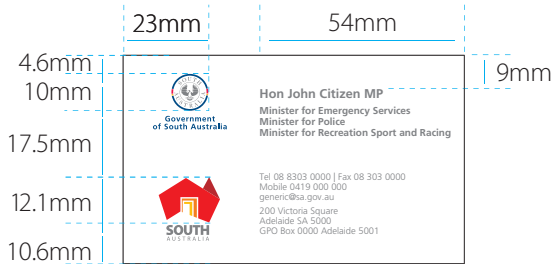 23mm
54mm
4.6mm
10mm
17.5mm
12.1mm
10.6mm
9mm
Government
of South Australia
SOUTH
AUSTRALIA
Hon John Citizen MP
Minister for Emergency Services
Minister for Police
Minister for Recreation Sport and Racing
Tel 08 8303 0000 | Fax 08 303 0000
Mobile 0419 000 000
generic@sa.gov.au
200 Victoria Square
Adelaide SA 5000
GPO Box 0000 Adelaide 5001